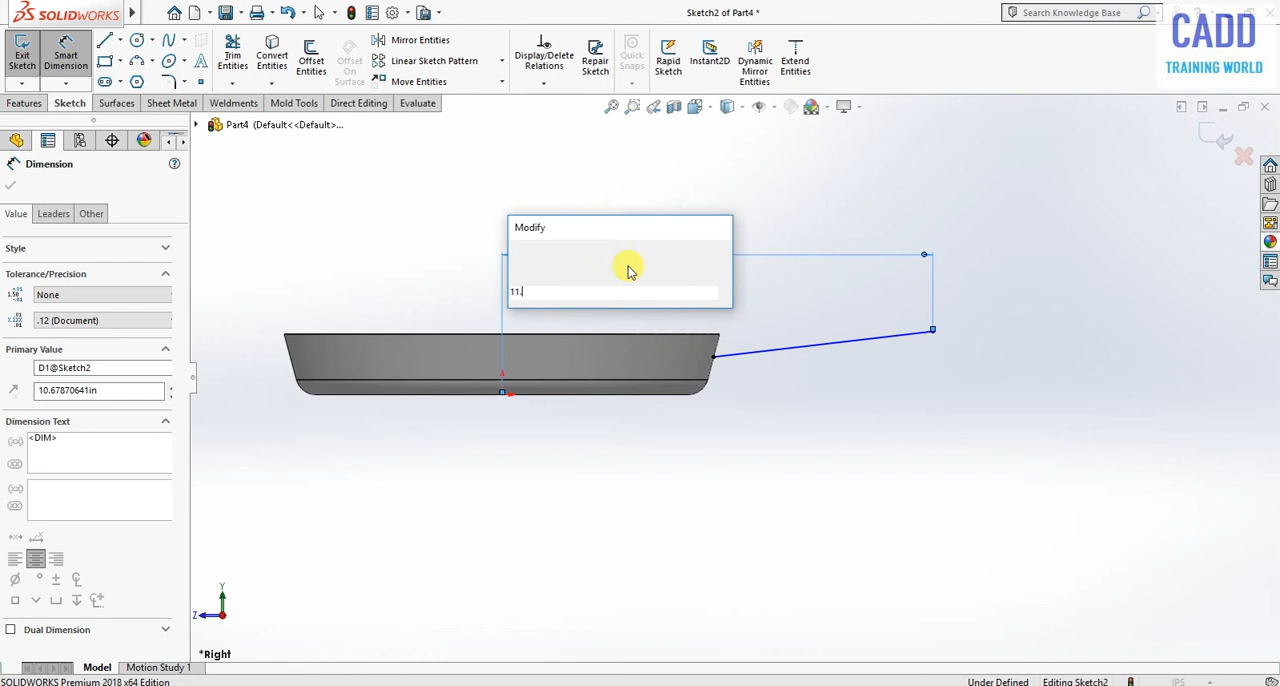 SOLIDWORKS
Sketch2 of Part4 *
Search Knowledge Base
CADD
TRAINING WORLD
Exit Sketch
Smart Dimension
Trim Entities
Convert Entities
Offset Entities
Offset On Surface
Mirror Entities
Linear Sketch Pattern
Move Entities
Display/Delete Relations
Repair Sketch
Quick Snaps
Rapid Sketch
Instant2D
Dynamic Mirror Entities
Extend Entities
Features
Sketch
Surfaces
Sheet Metal
Weldments
Mold Tools
Direct Editing
Evaluate
Part4 (Default<<Default>...
Dimension
Value
Leaders
Other
Style
Tolerance/Precision
None
.12 (Document)
Primary Value
D1@Sketch2
10.67870641in
Dimension Text
<DIM>
Dual Dimension
Modify
11.
Y
Z
*Right
Model
Motion Study 1
SOLIDWORKS Premium 2018 x64 Edition
Under Defined
Editing Sketch2
IPS